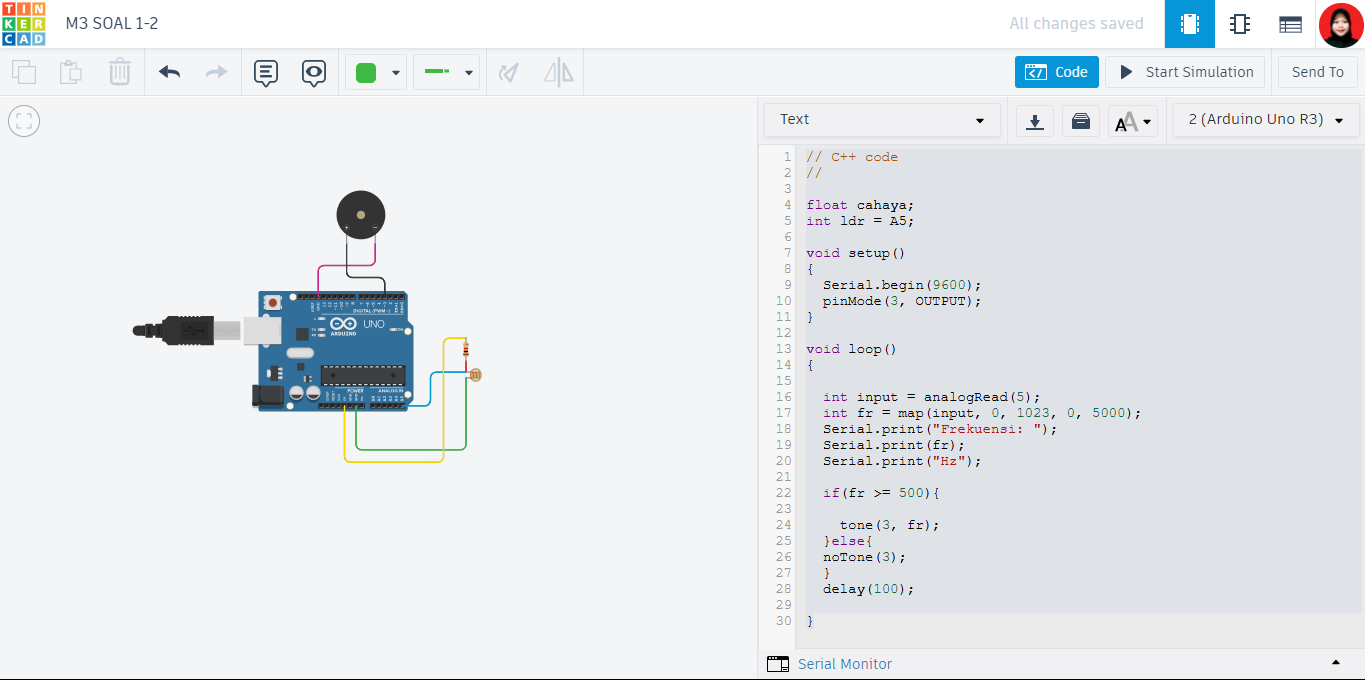 TIN
KER
CAD
M3 SOAL 1-2
All changes saved
Code
Start Simulation
Send To
Text
AA
2 (Arduino Uno R3)
1 // C++ code
2 //
3
4 float cahaya;
5 int ldr = A5;
6
7 void setup()
8 {
9 Serial.begin(9600);
10 pinMode(3, OUTPUT);
11 }
12
13 void loop()
14 {
15
16 int input = analogRead(5);
17 int fr = map(input, 0, 1023, 0, 5000);
18 Serial.print("Frekuensi: ");
19 Serial.print(fr);
20 Serial.print("Hz");
21
22 if(fr >= 500){
23
24 tone(3, fr);
25 }else{
26 noTone(3);
27 }
28 delay(100);
29
30 }
Serial Monitor
DIGITAL (PWM~)
UNO
ARDUINO
POWER
ANALOG IN